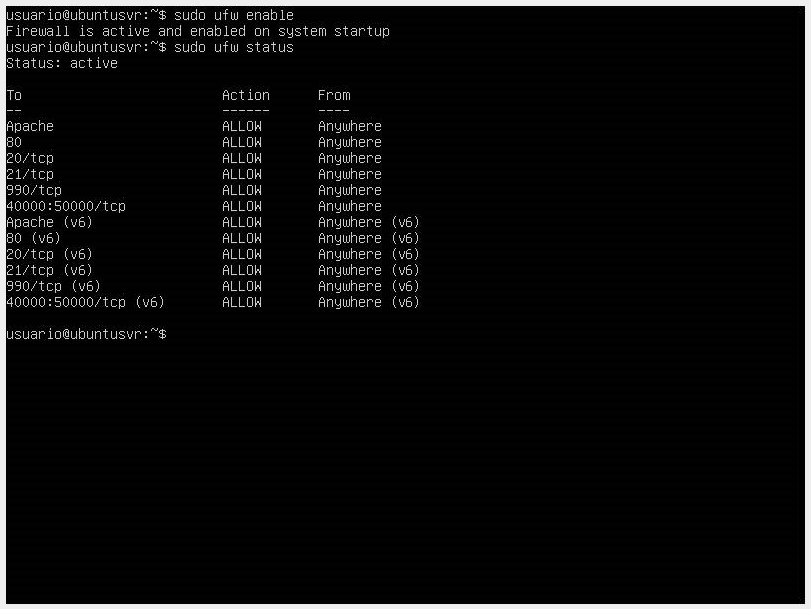 usuario@ubuntusvr:~$ sudo ufw enable
Firewall is active and enabled on system startup
usuario@ubuntusvr:~$ sudo ufw status
Status: active
To                         Action      From
--                         ------      ----
Apache                     ALLOW       Anywhere
80                         ALLOW       Anywhere
20/tcp                     ALLOW       Anywhere
21/tcp                     ALLOW       Anywhere
990/tcp                    ALLOW       Anywhere
40000:50000/tcp            ALLOW       Anywhere
Apache (v6)                ALLOW       Anywhere (v6)
80 (v6)                    ALLOW       Anywhere (v6)
20/tcp (v6)                ALLOW       Anywhere (v6)
21/tcp (v6)                ALLOW       Anywhere (v6)
990/tcp (v6)               ALLOW       Anywhere (v6)
40000:50000/tcp (v6)       ALLOW       Anywhere (v6)
usuario@ubuntusvr:~$